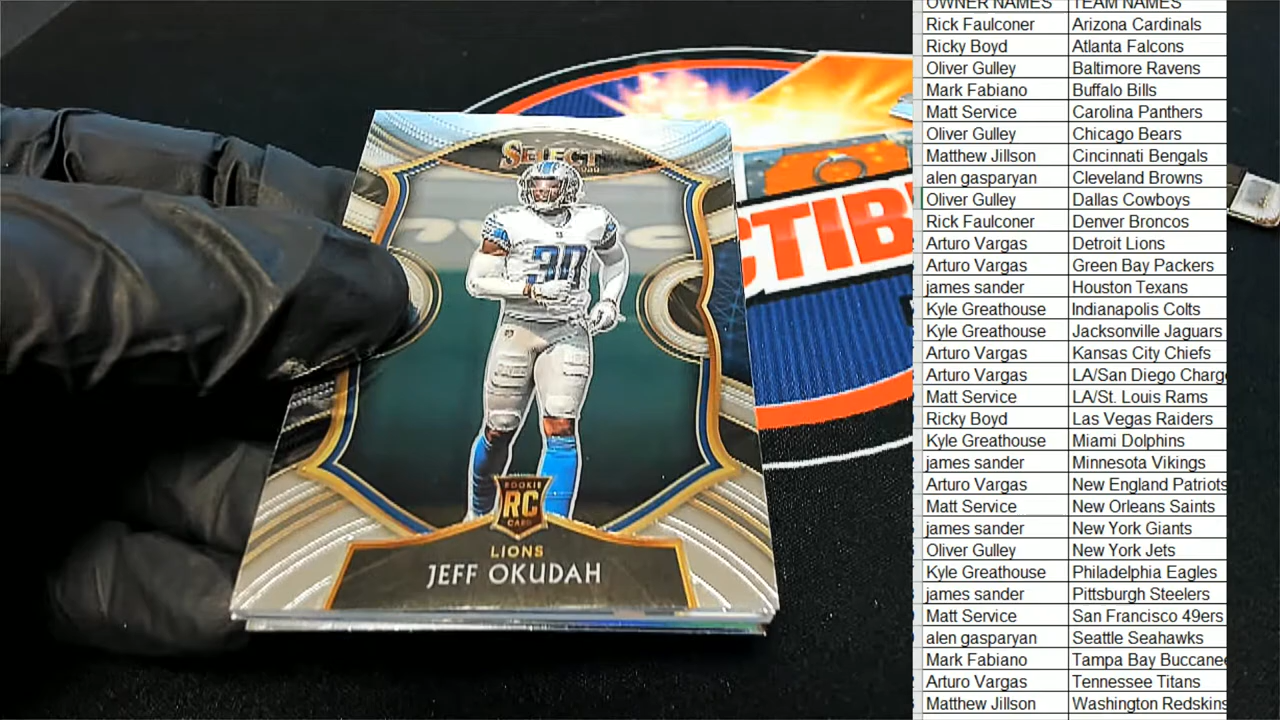 SELECT
30
ROOKIE
RC
CARD
LIONS
JEFF OKUDAH
CTIB
OWNER NAMES TEAM NAMES
Rick Faulconer Arizona Cardinals
Ricky Boyd Atlanta Falcons
Oliver Gulley Baltimore Ravens
Mark Fabiano Buffalo Bills
Matt Service Carolina Panthers
Oliver Gulley Chicago Bears
Matthew Jillson Cincinnati Bengals
alen gasparyan Cleveland Browns
Oliver Gulley Dallas Cowboys
Rick Faulconer Denver Broncos
Arturo Vargas Detroit Lions
Arturo Vargas Green Bay Packers
james sander Houston Texans
Kyle Greathouse Indianapolis Colts
Kyle Greathouse Jacksonville Jaguars
Arturo Vargas Kansas City Chiefs
Arturo Vargas LA/San Diego Charg
Matt Service LA/St. Louis Rams
Ricky Boyd Las Vegas Raiders
Kyle Greathouse Miami Dolphins
james sander Minnesota Vikings
Arturo Vargas New England Patriots
Matt Service New Orleans Saints
james sander New York Giants
Oliver Gulley New York Jets
Kyle Greathouse Philadelphia Eagles
james sander Pittsburgh Steelers
Matt Service San Francisco 49ers
alen gasparyan Seattle Seahawks
Mark Fabiano Tampa Bay Buccanee
Arturo Vargas Tennessee Titans
Matthew Jillson Washington Redskins